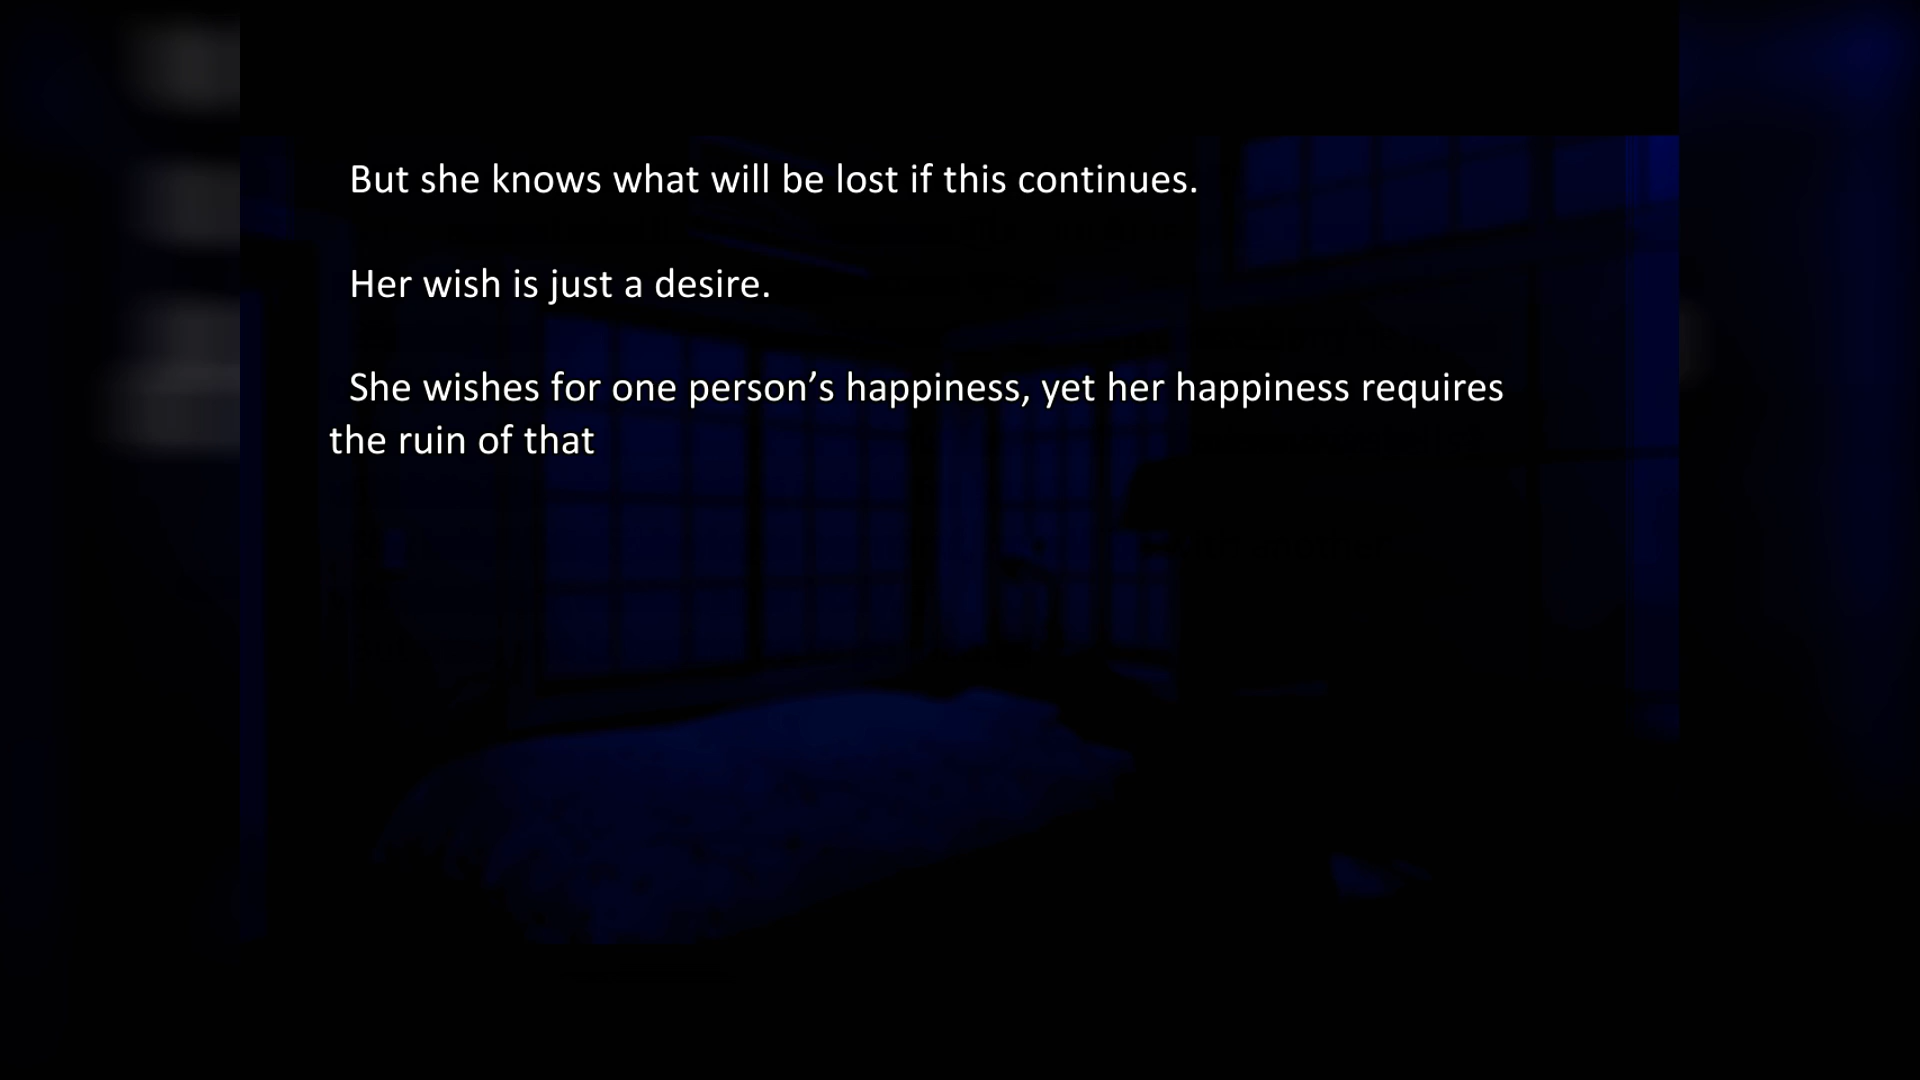 But she knows what will be lost if this continues.
Her wish is just a desire.
She wishes for one person’s happiness, yet her happiness requires
the ruin of that